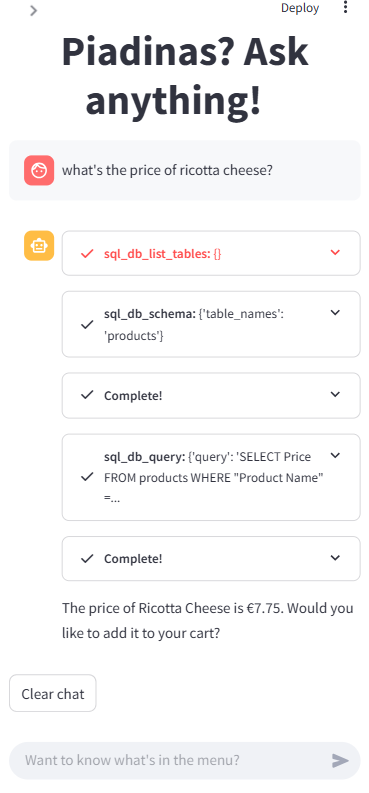 Deploy
Piadinas? Ask
anything!
what's the price of ricotta cheese?
sql_db_list_tables: {}
sql_db_schema: {'table_names':
'products'}
Complete!
sql_db_query: {'query': 'SELECT Price
FROM products WHERE "Product Name"
=...
Complete!
The price of Ricotta Cheese is €7.75. Would you
like to add it to your cart?
Clear chat
Want to know what's in the menu?